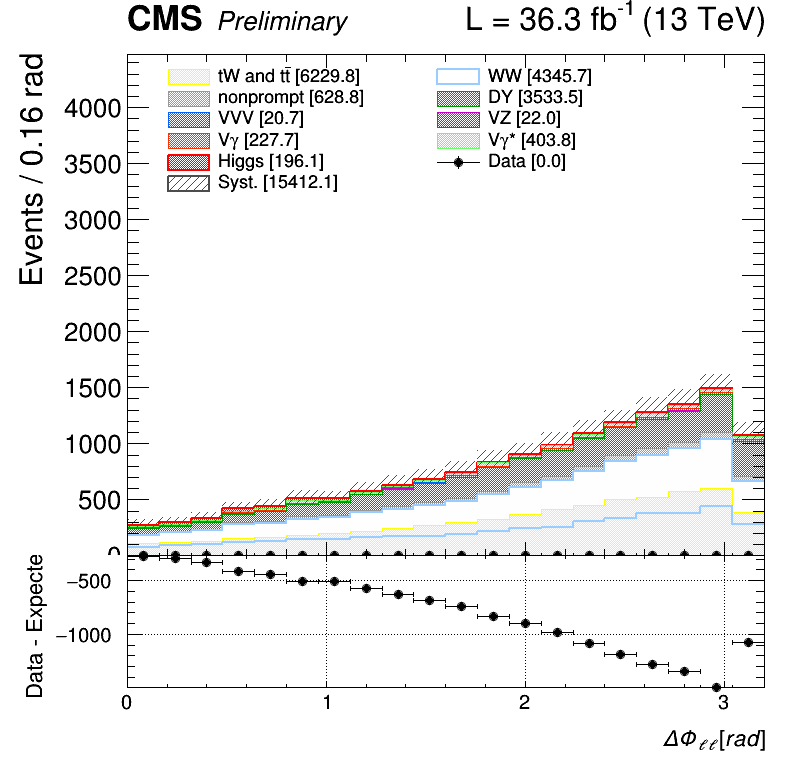 CMS Preliminary L = 36.3 fb⁻¹ (13 TeV)
Events / 0.16 rad
4000
3500
3000
2500
2000
1500
1000
500
0
tW and tt̄ [6229.8]
nonprompt [628.8]
VVV [20.7]
Vγ [227.7]
Higgs [196.1]
Syst. [15412.1]
WW [4345.7]
DY [3533.5]
VZ [22.0]
Vγ* [403.8]
Data [0.0]
Data - Expecte
−500
−1000
0 1 2 3
ΔΦℓℓ[rad]